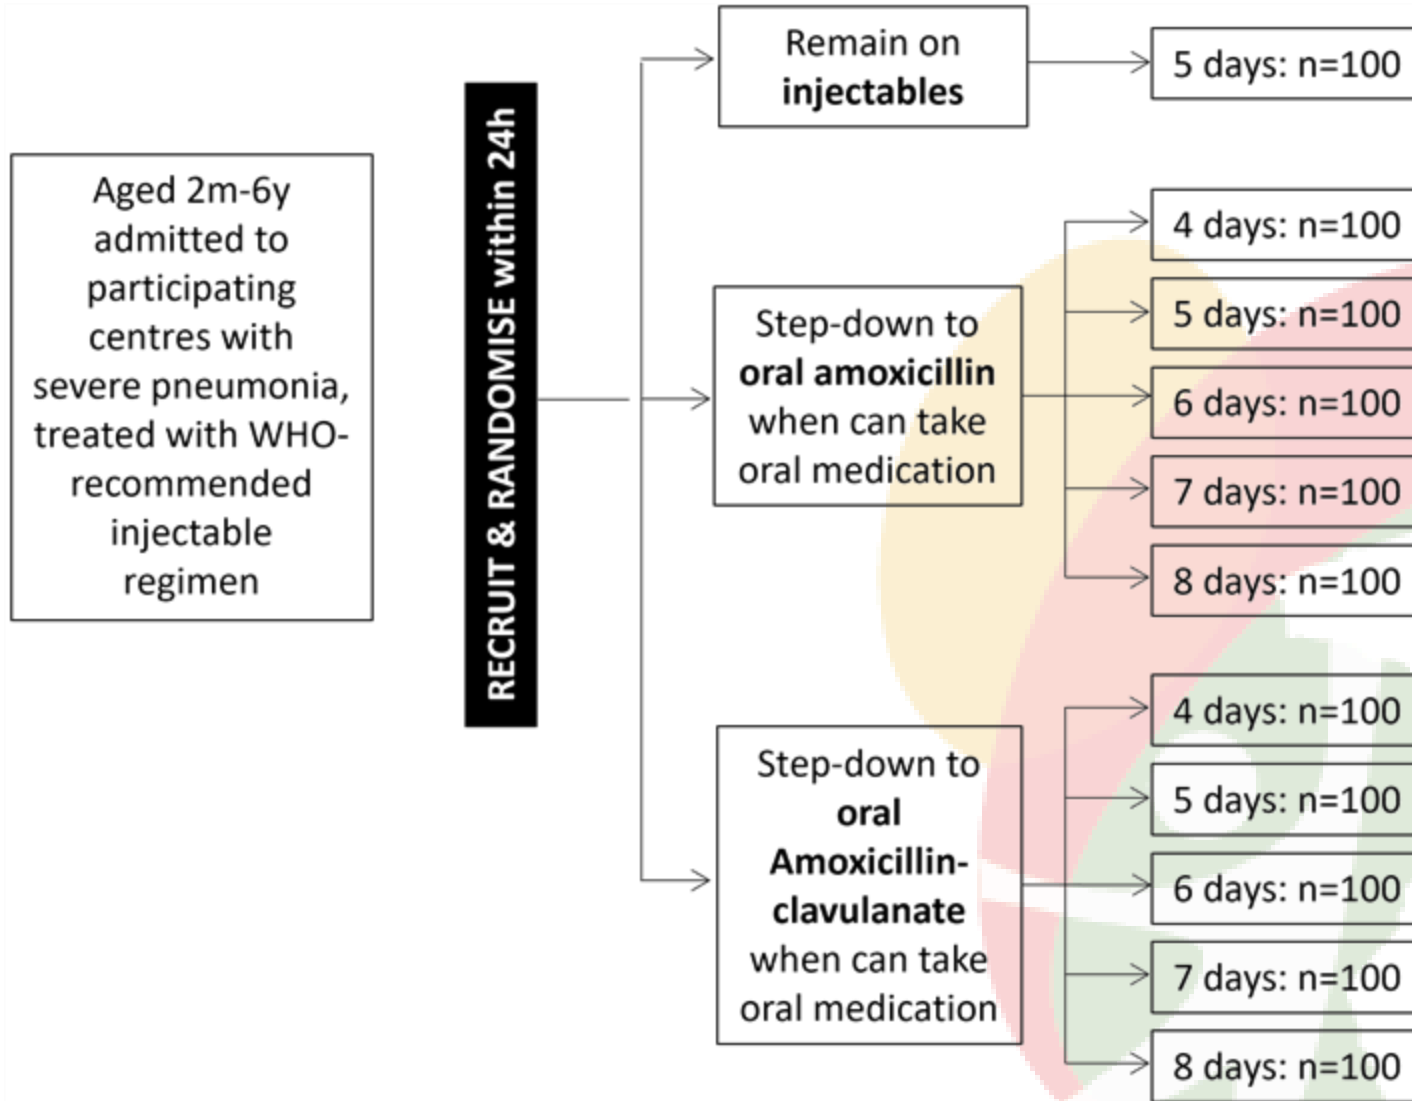 Aged 2m-6y
admitted to
participating
centres with
severe pneumonia,
treated with WHO-
recommended
injectable
regimen
RECRUIT & RANDOMISE within 24h
Remain on
injectables
5 days: n=100
Step-down to
oral amoxicillin
when can take
oral medication
4 days: n=100
5 days: n=100
6 days: n=100
7 days: n=100
8 days: n=100
Step-down to
oral
Amoxicillin-
clavulanate
when can take
oral medication
4 days: n=100
5 days: n=100
6 days: n=100
7 days: n=100
8 days: n=100